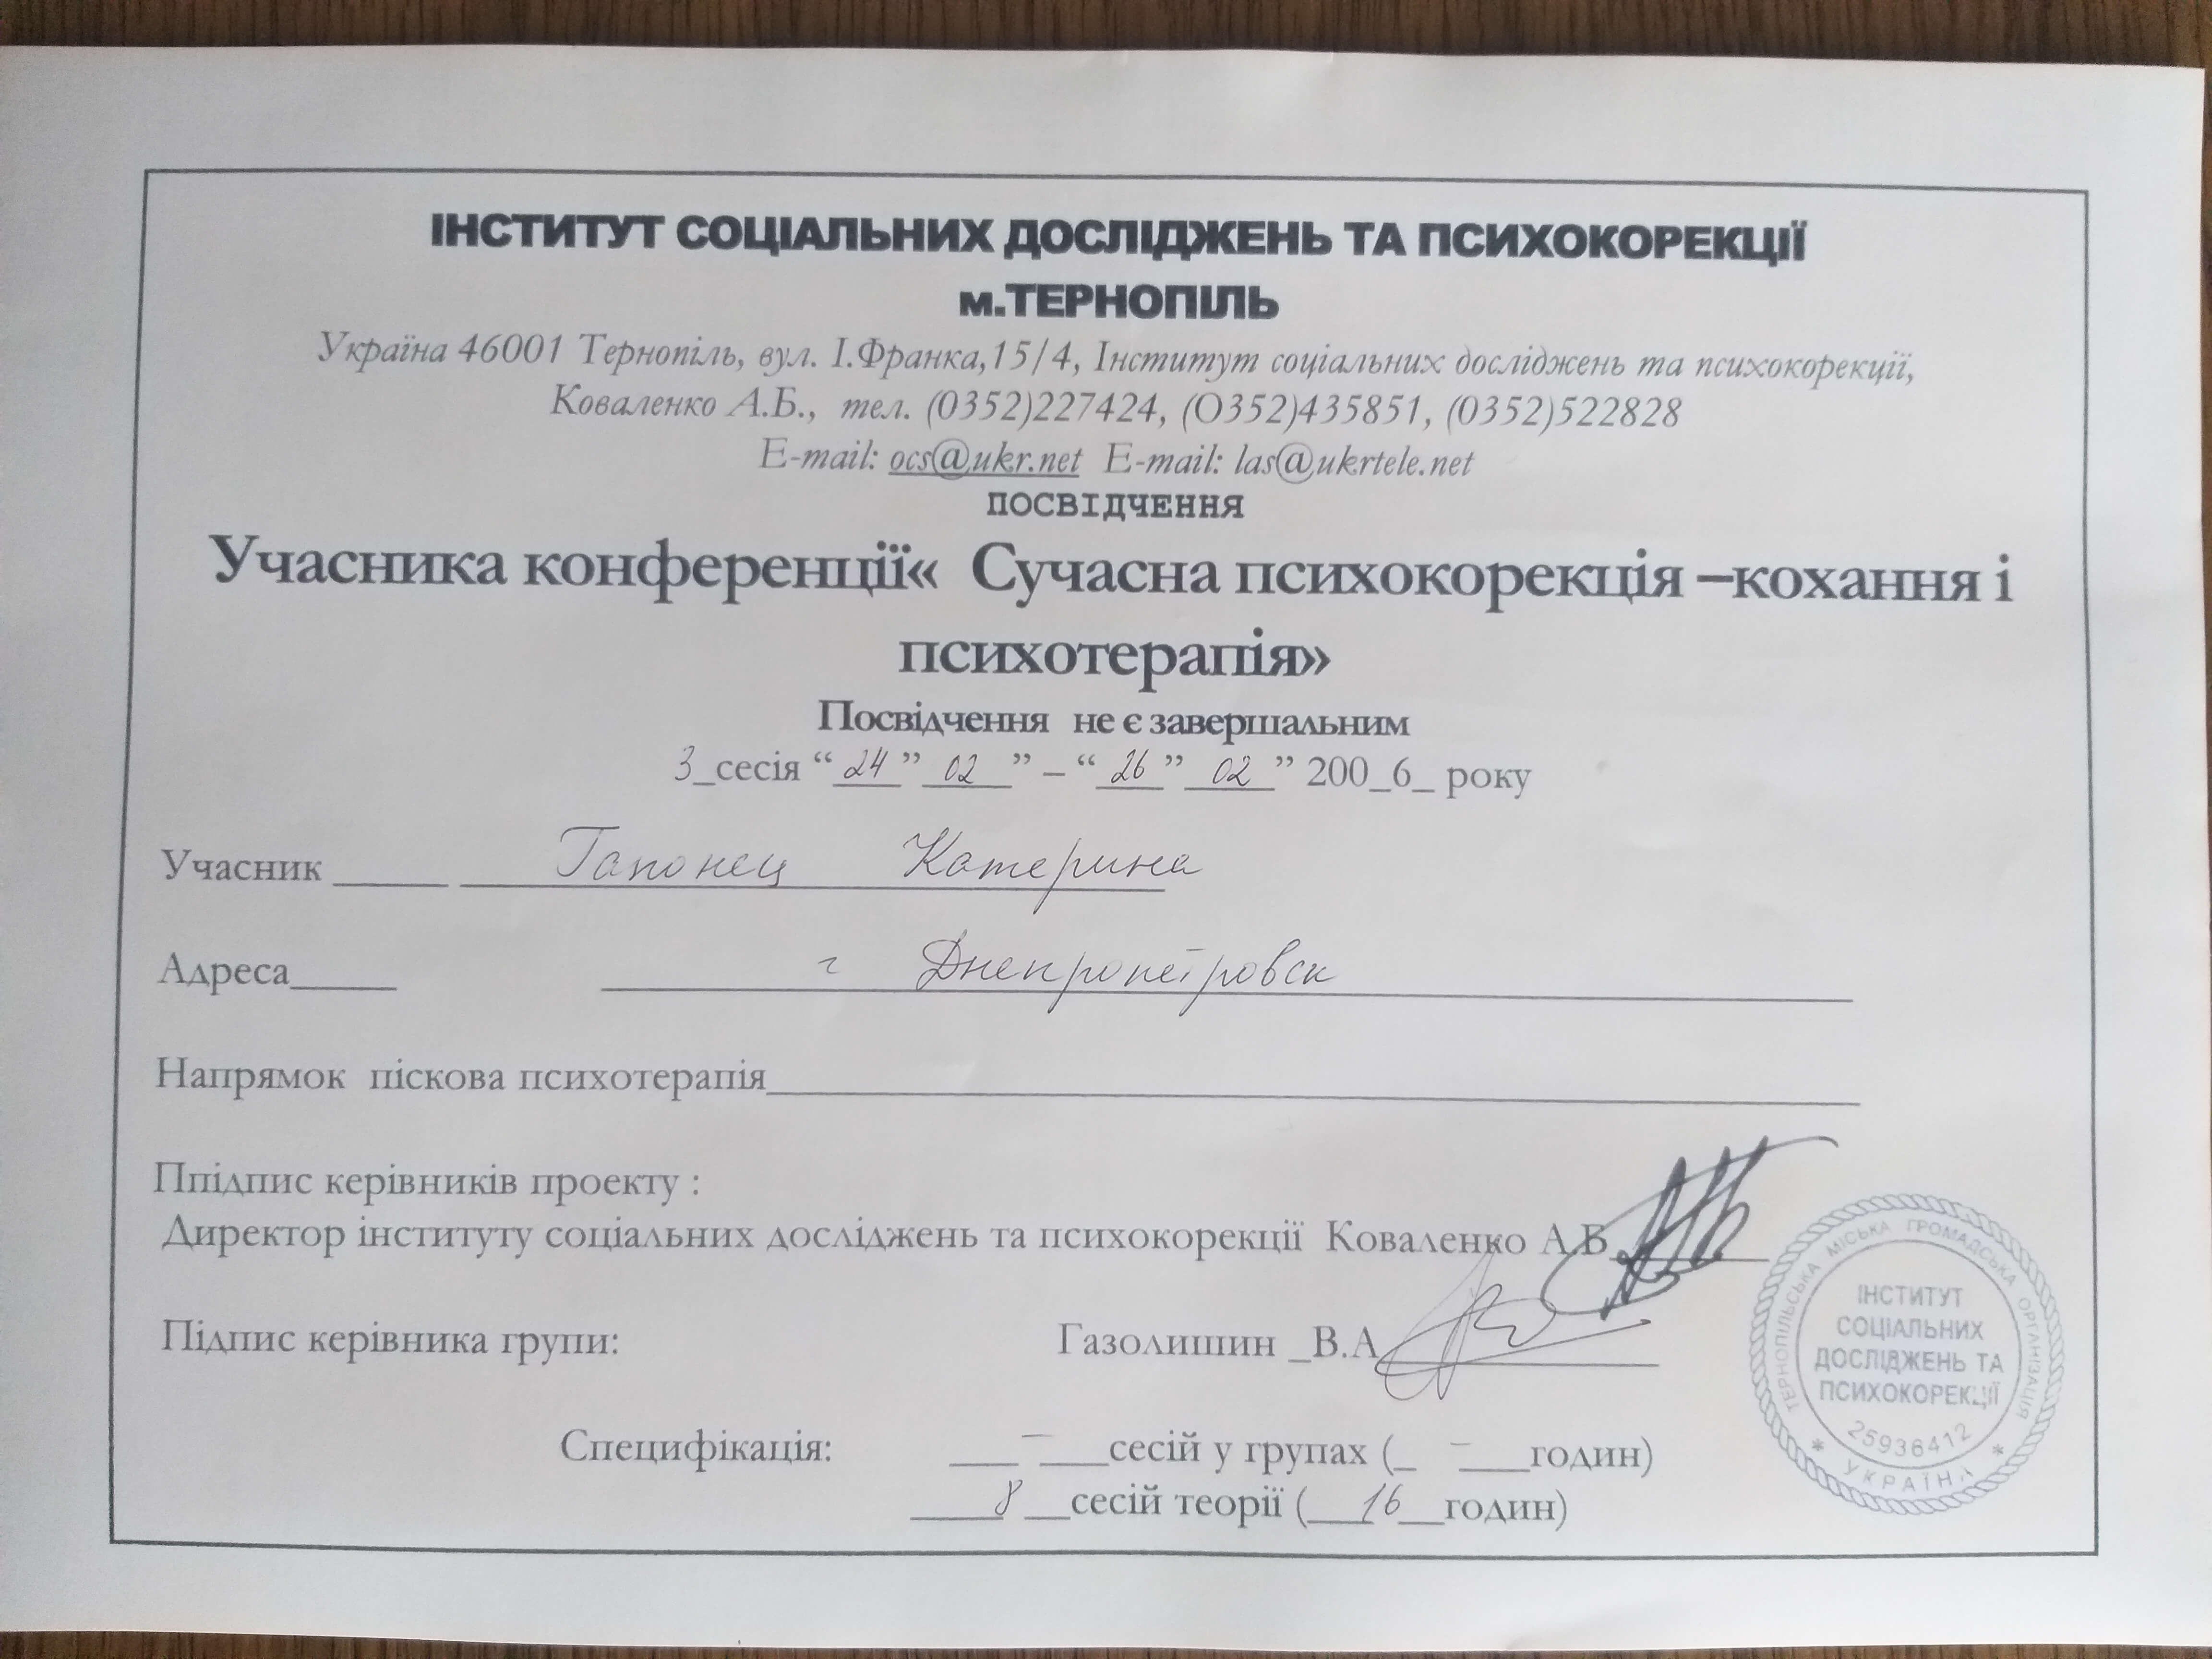 ІНСТИТУТ СОЦІАЛЬНИХ ДОСЛІДЖЕНЬ ТА ПСИХОКОРЕКЦІЇ
м.ТЕРНОПІЛЬ
Україна 46001 Тернопіль, вул. І.Франка,15/4, Інститут соціальних досліджень та психокорекції,
Коваленко А.Б., тел. (0352)227424, (О352)435851, (0352)522828
E-mail: ocs@ukr.net E-mail: las@ukrtele.net
ПОСВІДЧЕННЯ
Учасника конференції« Сучасна психокорекція –кохання і
психотерапія»
Посвідчення не є завершальним
3_сесія “24” 02 ” – “26” 02 ” 200_6_ року
Учасник Гапонец Катерина
Адреса г Днепропетровск
Напрямок піскова психотерапія
Ппідпис керівників проекту :
Директор інституту соціальних досліджень та психокорекції Коваленко А.Б
Підпис керівника групи: Газолишин _В.А
Специфікація: – сесій у групах (_ – годин)
8 сесій теорії ( 16 годин)
ТЕРНОПІЛЬСЬКА МІСЬКА ГРОМАДСЬКА ОРГАНІЗАЦІЯ
ІНСТИТУТ
СОЦІАЛЬНИХ
ДОСЛІДЖЕНЬ ТА
ПСИХОКОРЕКЦІЇ
25936412
* УКРАЇНА *